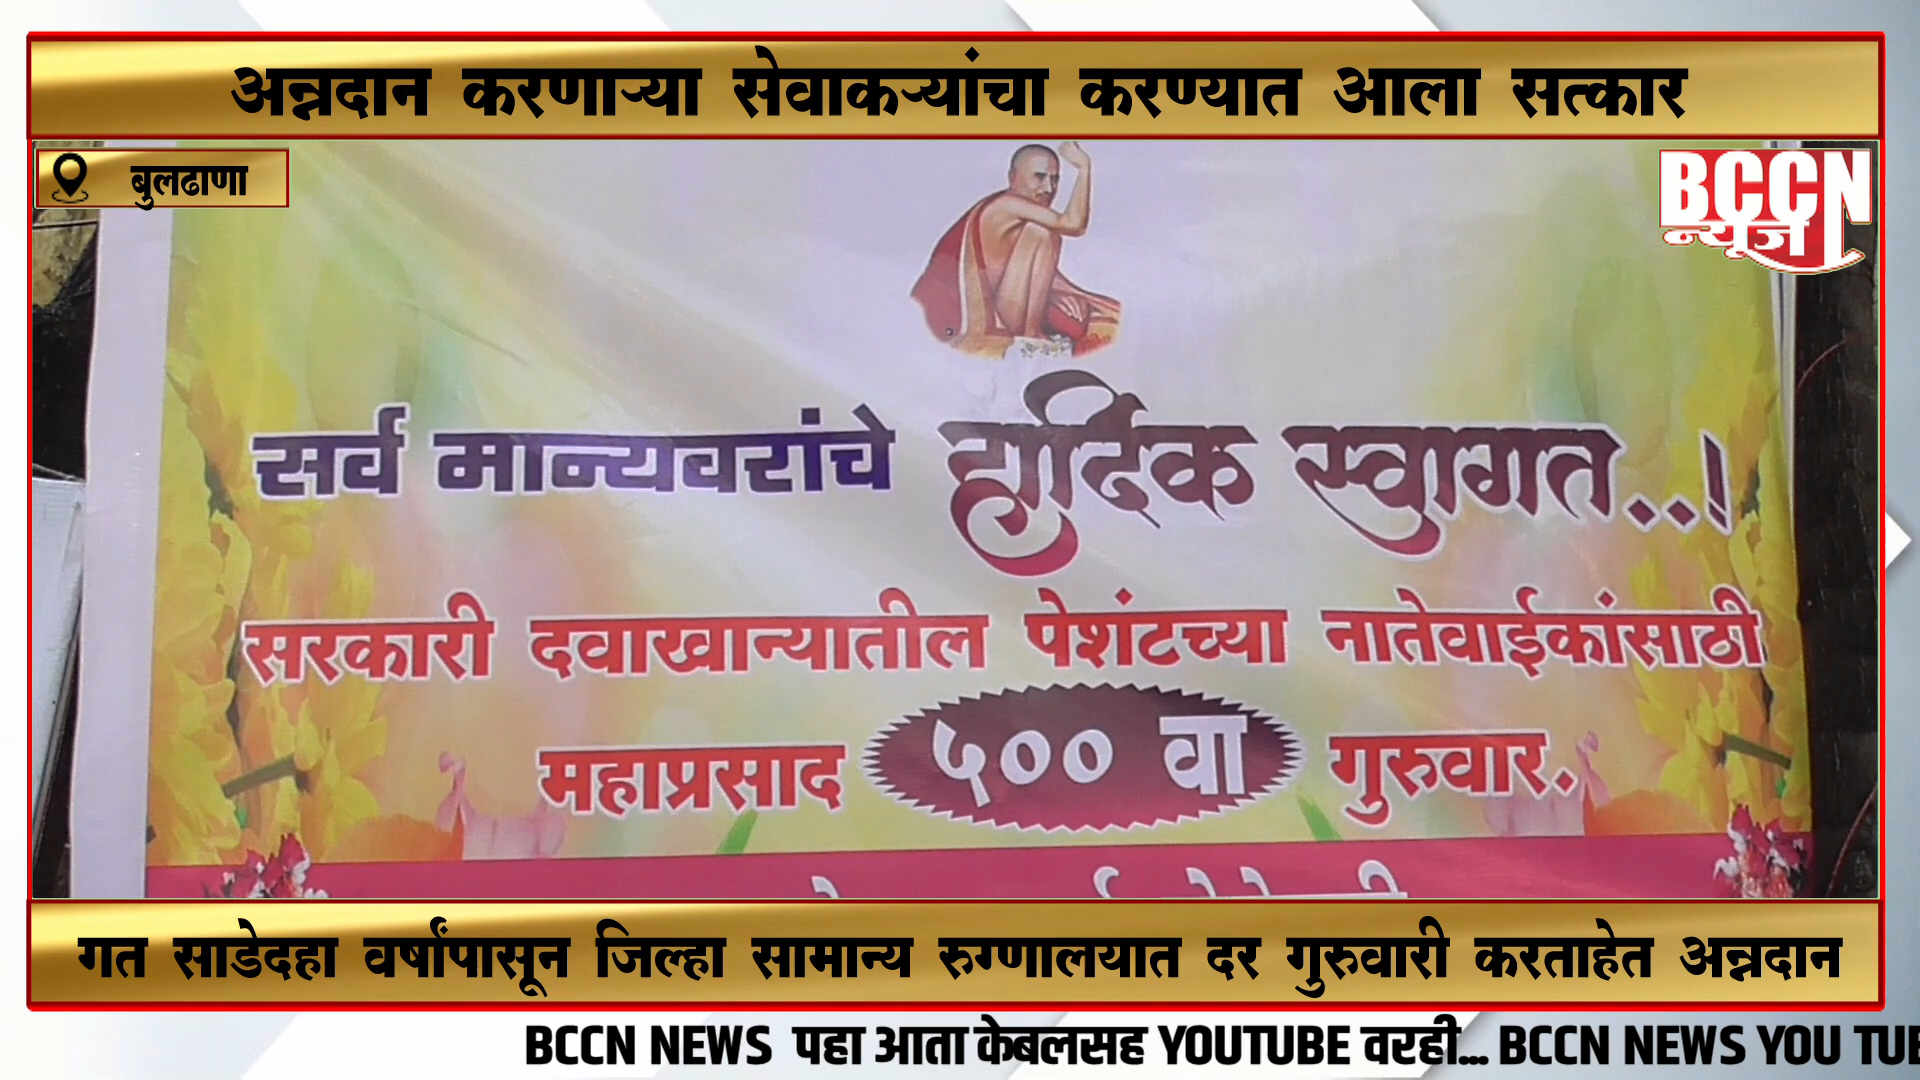 अन्नदान करणाऱ्या सेवाकऱ्यांचा करण्यात आला सत्कार
बुलढाणा
BCCN
न्यूज
सर्व मान्यवरांचे हार्दिक स्वागत..!
सरकारी दवाखान्यातील पेशंटच्या नातेवाईकांसाठी
महाप्रसाद ५०० वा गुरुवार.
गत साडेदहा वर्षांपासून जिल्हा सामान्य रुग्णालयात दर गुरुवारी करताहेत अन्नदान
BCCN NEWS पहा आता केबलसह YOUTUBE वरही... BCCN NEWS YOU TUB